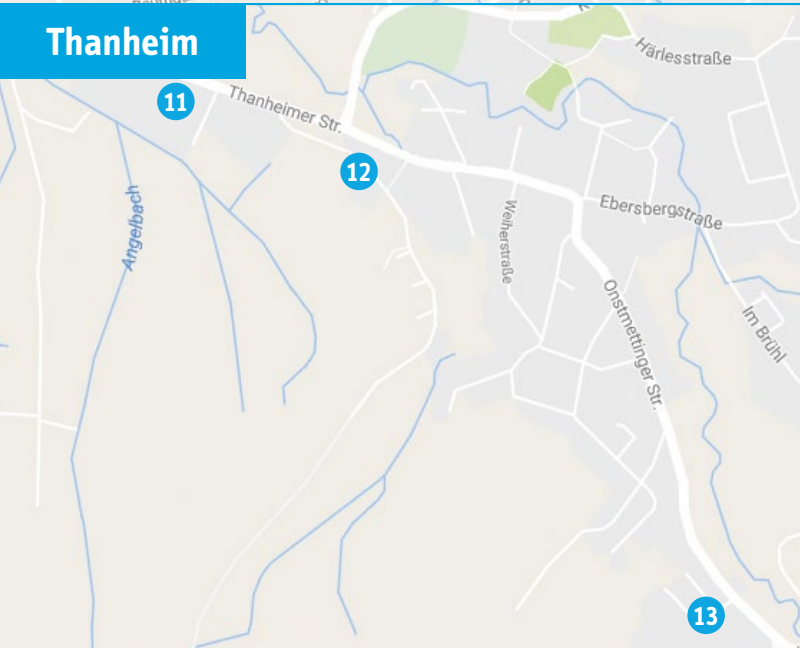 Thanheim
Härlesstraße
11
Thanheimer Str.
12
Angelbach
Weiherstraße
Ebersbergstraße
Onstmettinger Str.
Im Brühl
13